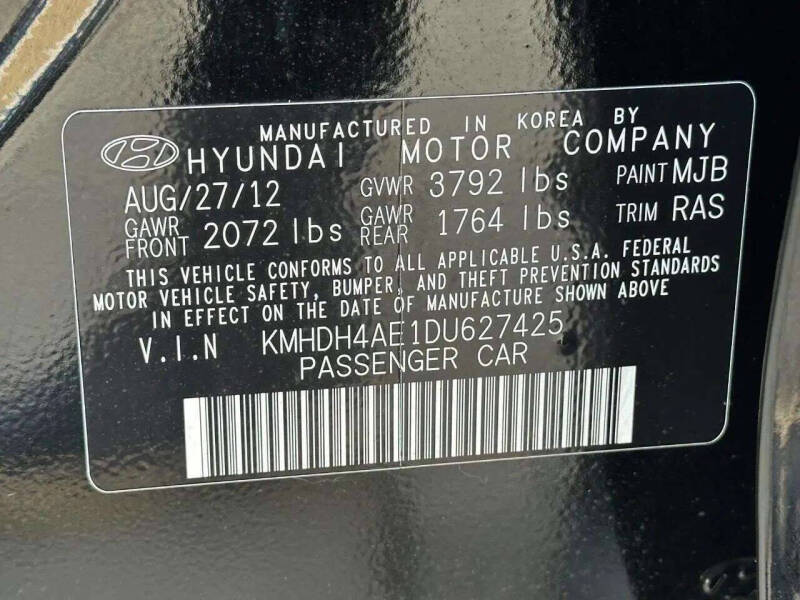 MANUFACTURED IN KOREA BY
HYUNDAI MOTOR COMPANY
AUG/27/12 GVWR 3792 lbs PAINT MJB
GAWR FRONT 2072 lbs GAWR REAR 1764 lbs TRIM RAS
THIS VEHICLE CONFORMS TO ALL APPLICABLE U.S.A. FEDERAL
MOTOR VEHICLE SAFETY, BUMPER, AND THEFT PREVENTION STANDARDS
IN EFFECT ON THE DATE OF MANUFACTURE SHOWN ABOVE
V.I.N KMHDH4AE1DU627425
PASSENGER CAR